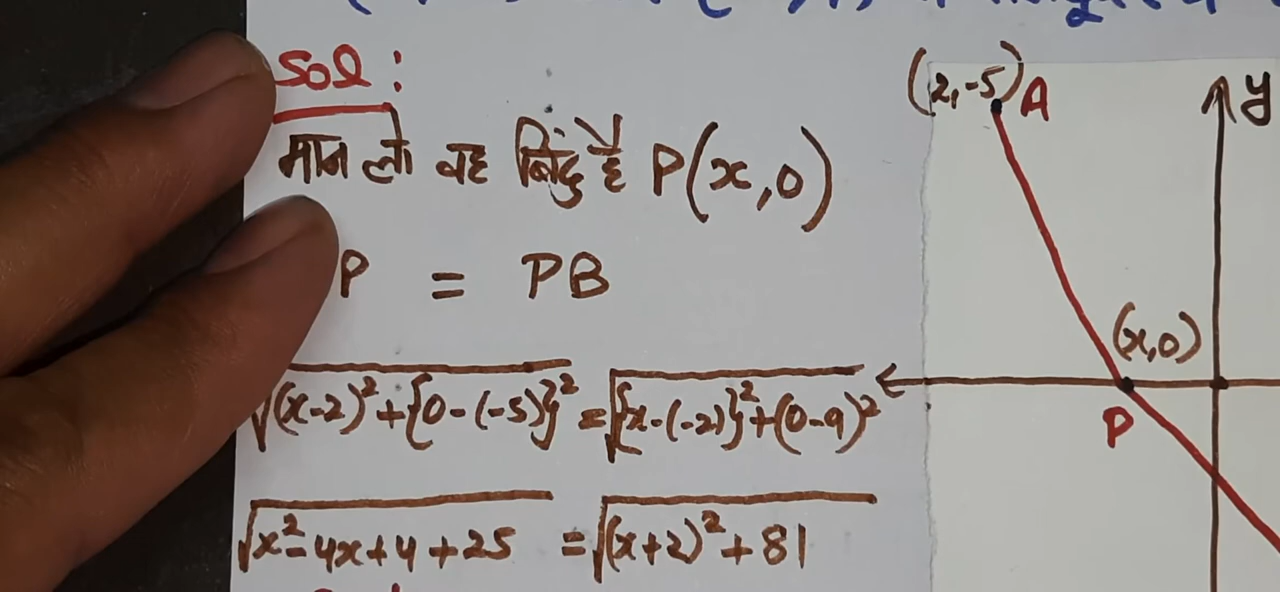 Sol :
मान लो वह बिंदु है P(x,0)
P = PB
√(x-2)²+{0-(-5)}² = √{x-(-2)}²+(0-9)²
√x²-4x+4+25 = √(x+2)²+81
(2,-5) A
y
(x,0)
P